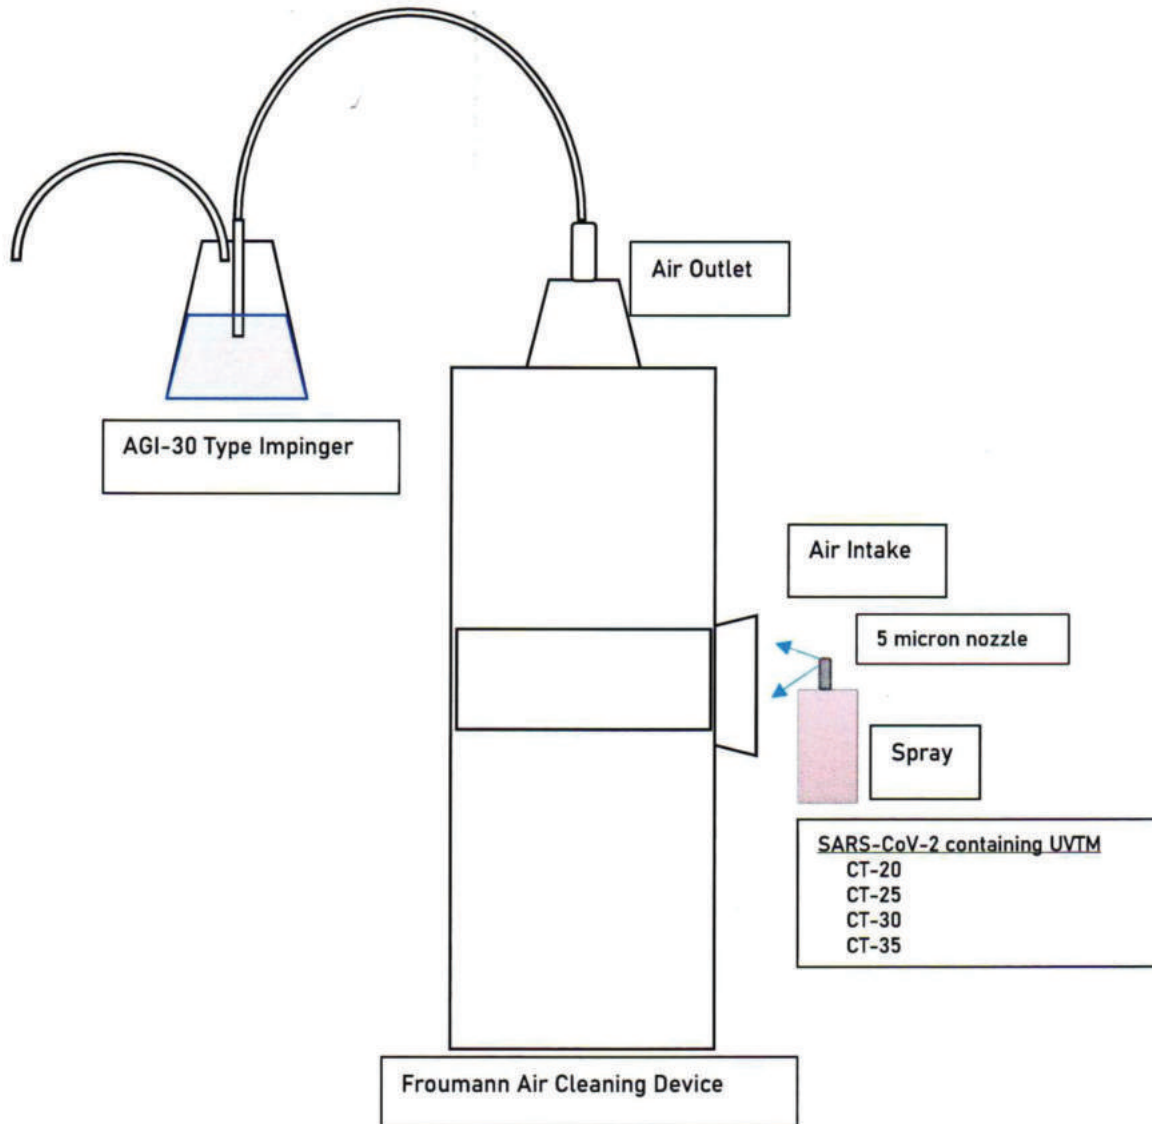 Air Outlet
AGI-30 Type Impinger
Air Intake
5 micron nozzle
Spray
SARS-CoV-2 containing UVTM
CT-20
CT-25
CT-30
CT-35
Froumann Air Cleaning Device